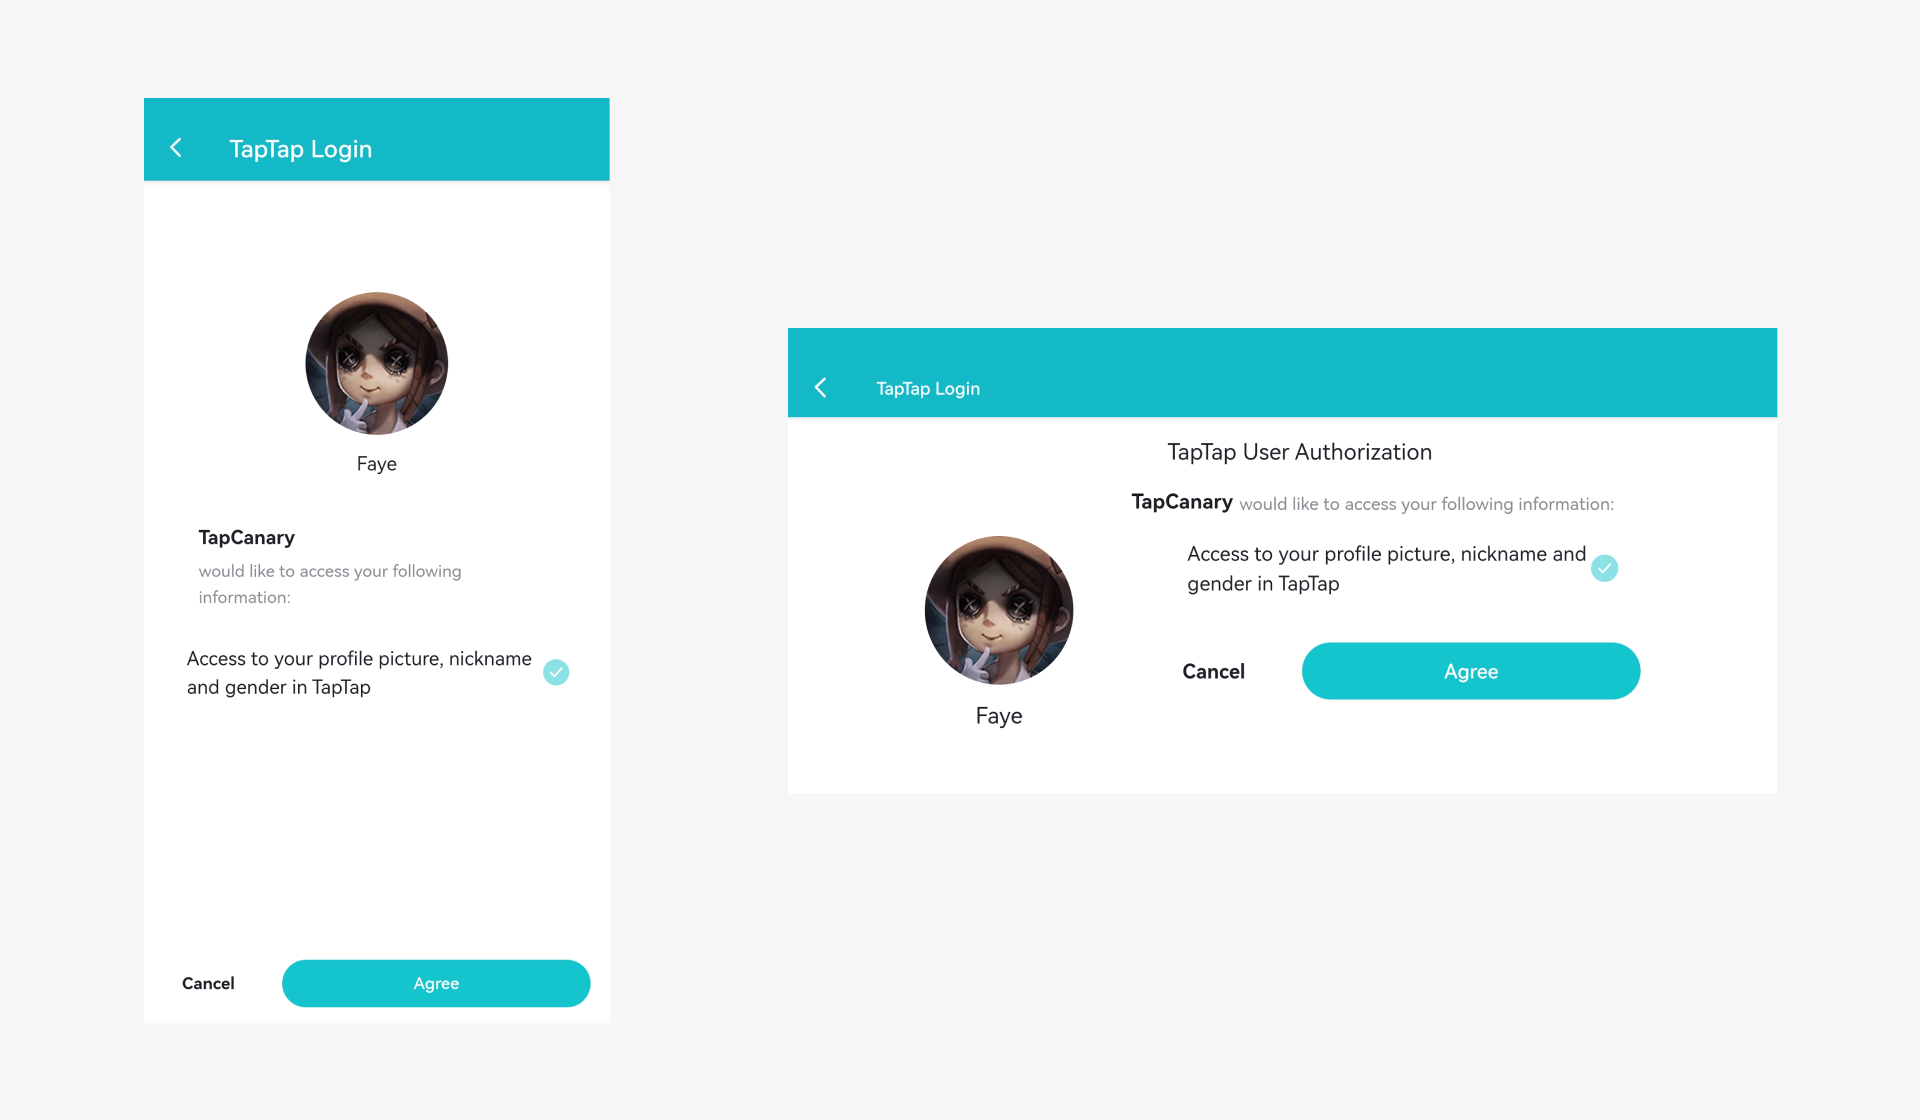 TapTap Login
Faye
TapCanary
would like to access your following
information:
Access to your profile picture, nickname
and gender in TapTap
Cancel
Agree
TapTap Login
TapTap User Authorization
TapCanary would like to access your following information:
Access to your profile picture, nickname and
gender in TapTap
Cancel
Agree
Faye